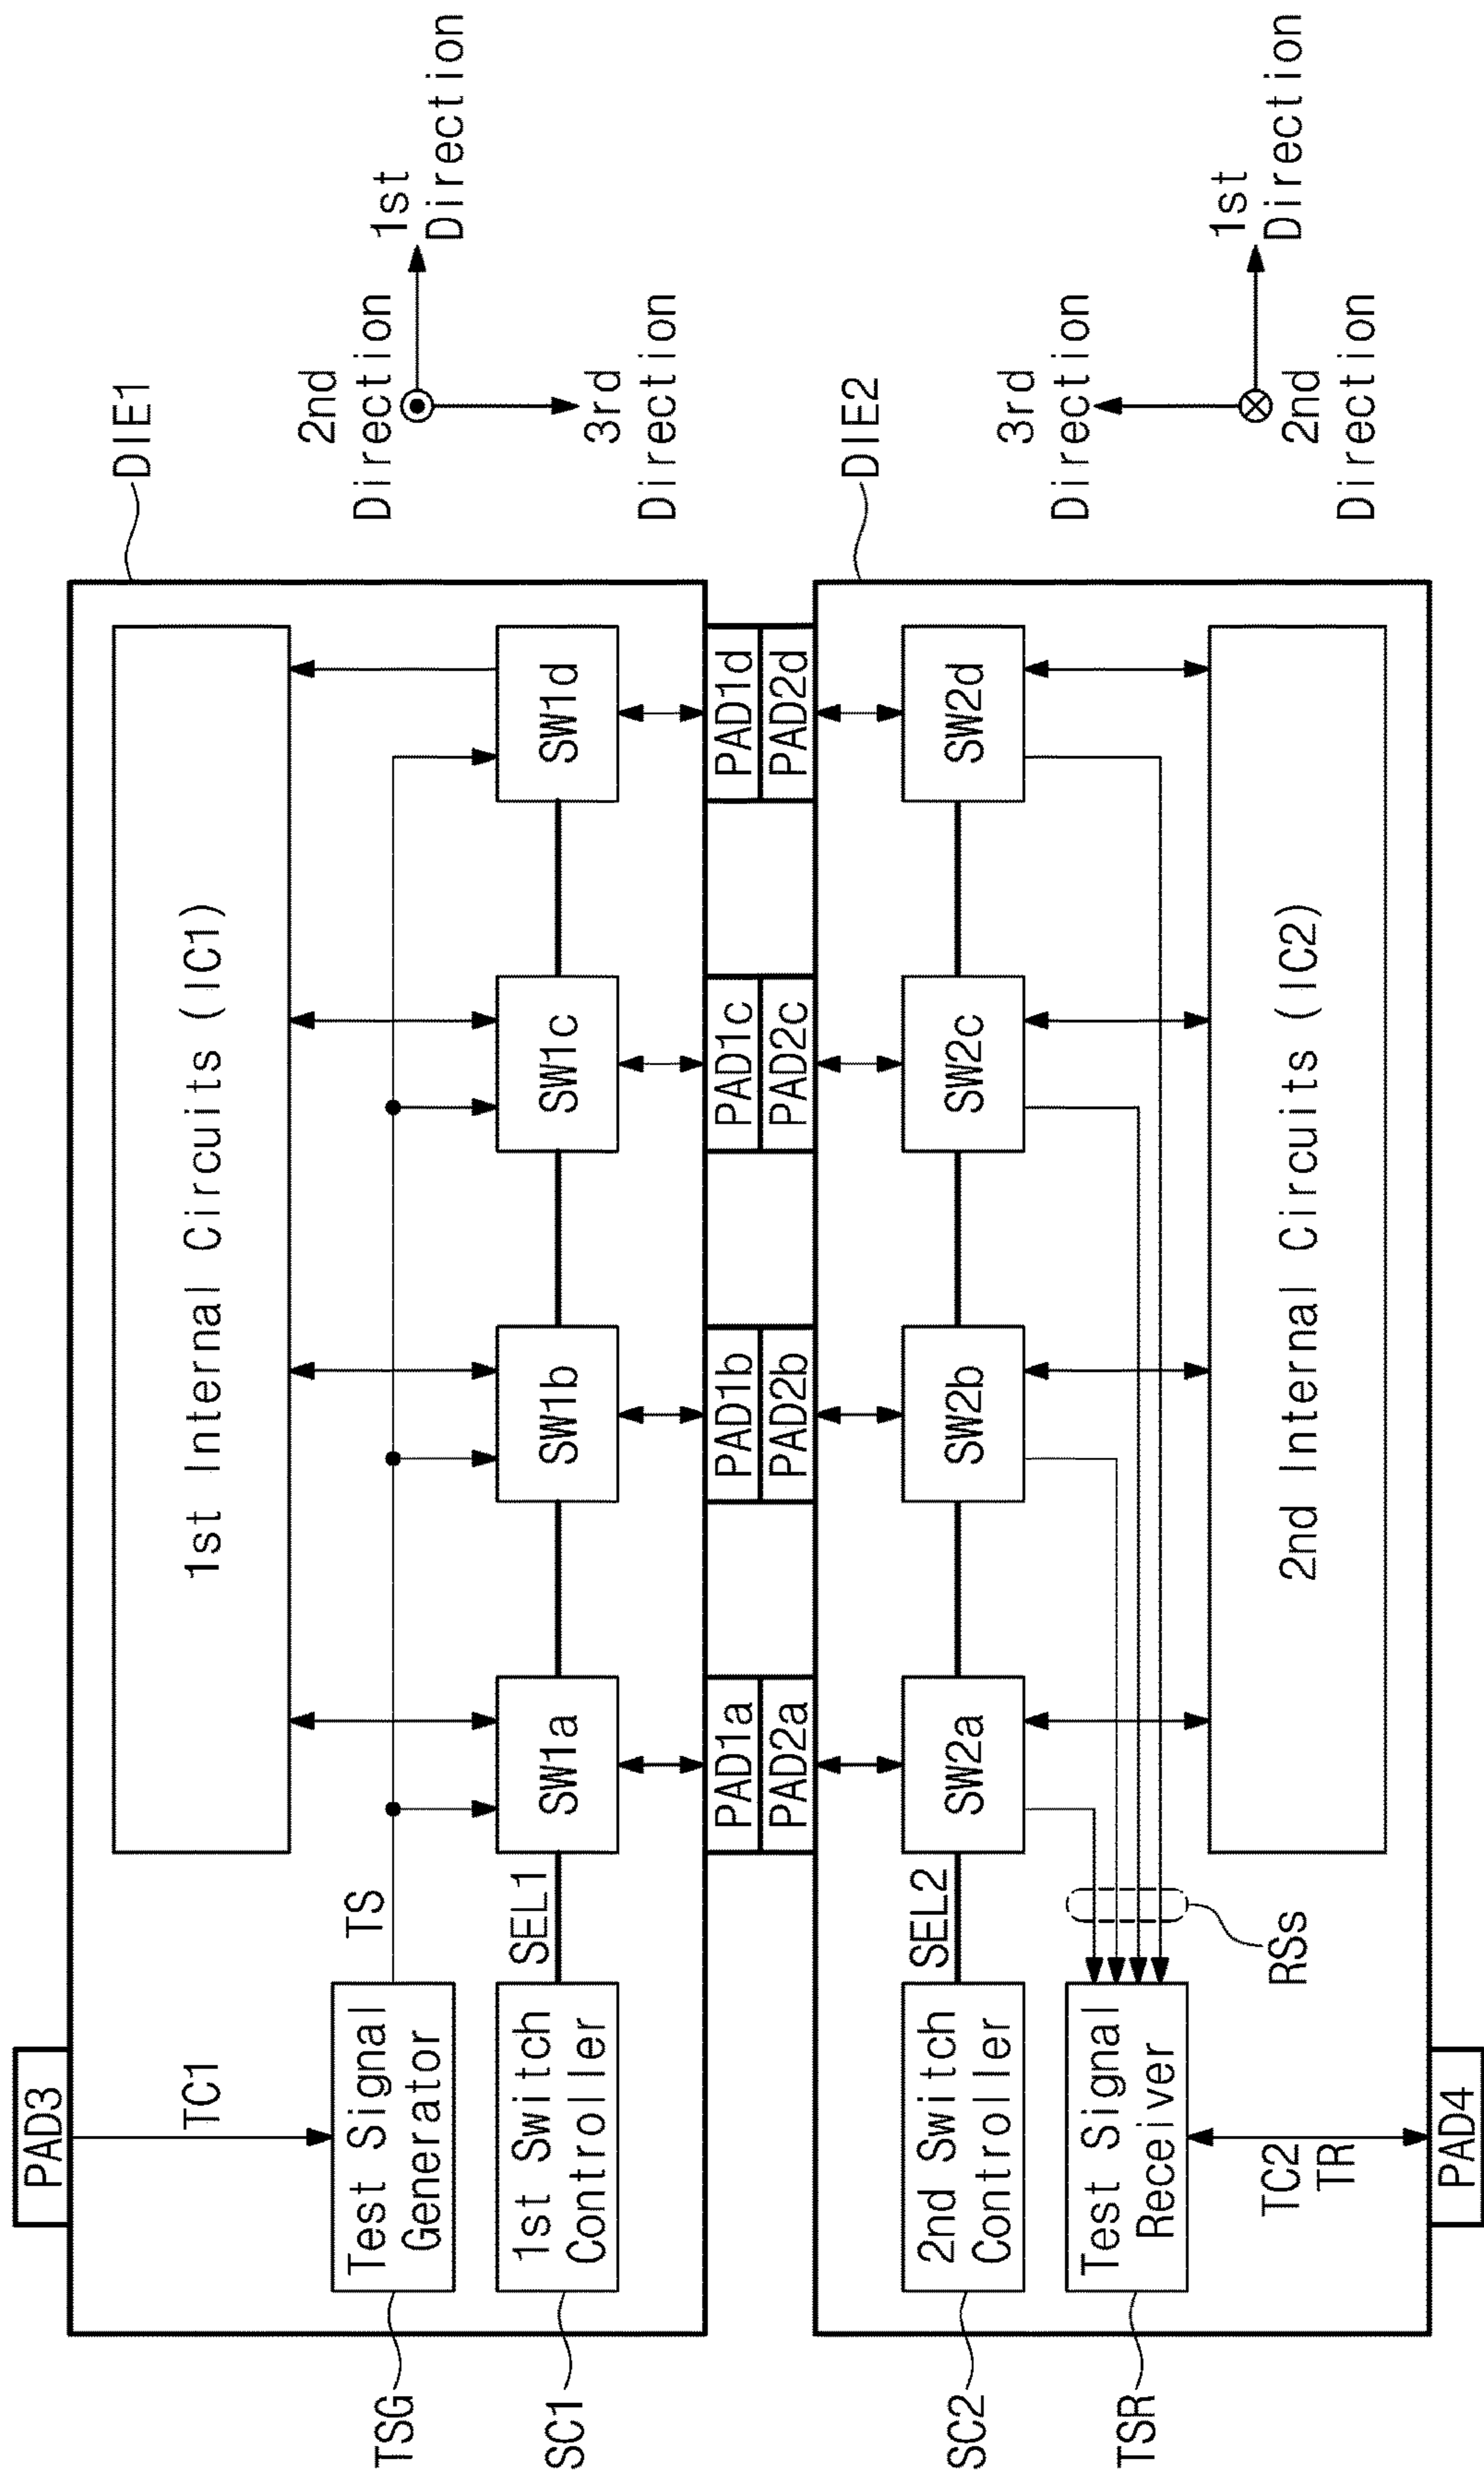 PAD3
TC1
DIE1
1st Internal Circuits (IC1)
2nd
Direction
1st
Direction
3rd
Direction
TSG
Test Signal
Generator
TS
SC1
1st Switch
Controller
SEL1
SW1a
SW1b
SW1c
SW1d
PAD1a
PAD1b
PAD1c
PAD1d
PAD2a
PAD2b
PAD2c
PAD2d
DIE2
SC2
2nd Switch
Controller
SEL2
SW2a
SW2b
SW2c
SW2d
3rd
Direction
1st
Direction
2nd
Direction
TSR
Test Signal
Receiver
RSs
2nd Internal Circuits (IC2)
TC2
TR
PAD4